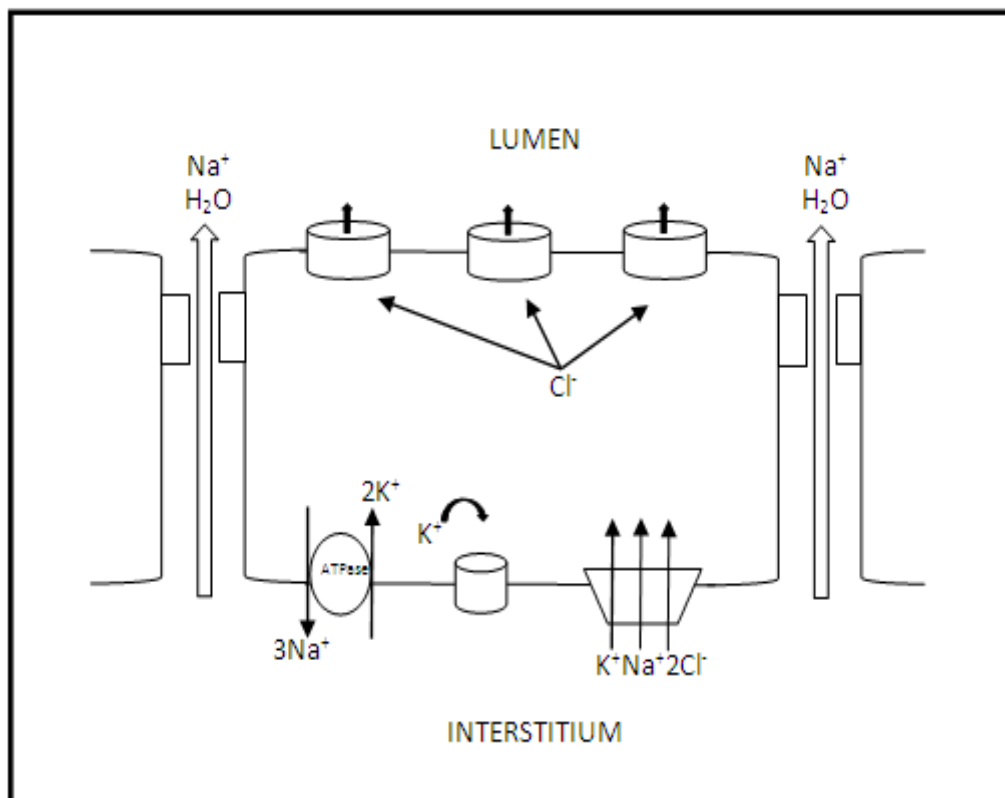 LUMEN
Na⁺
H₂O
Na⁺
H₂O
Cl⁻
2K⁺
K⁺
ATPase
3Na⁺
K⁺Na⁺2Cl⁻
INTERSTITIUM